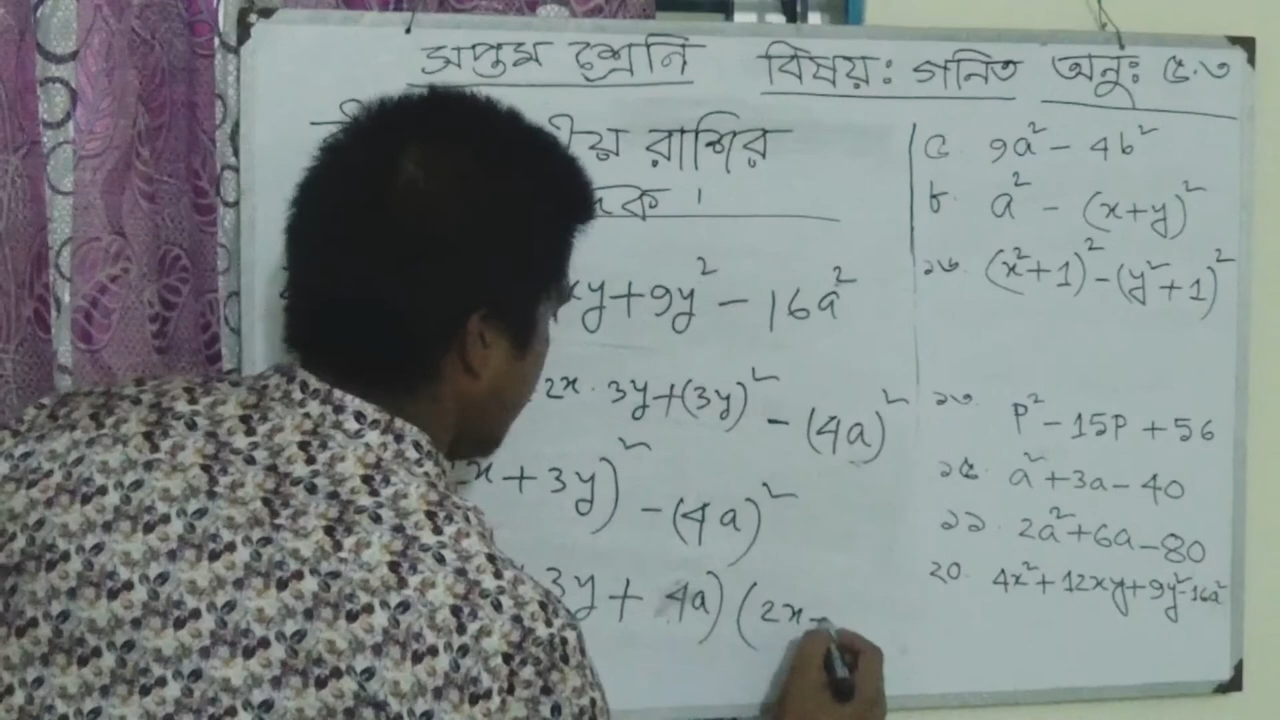 সপ্তম শ্রেনি বিষয়ঃ গনিত অনুঃ ৫.৩
রাশির
xy+9y² - 16a²
2x · 3y+(3y)² - (4a)²
x + 3y)² - (4a)²
3y + 4a) (2x -
৫. 9a² - 4b²
৮. a² - (x+y)²
১৬. (x²+1)² - (y²+1)²
১৩. p² - 15p + 56
১৫. a² + 3a - 40
১৯. 2a² + 6a - 80
২০. 4x² + 12xy + 9y² - 16a²